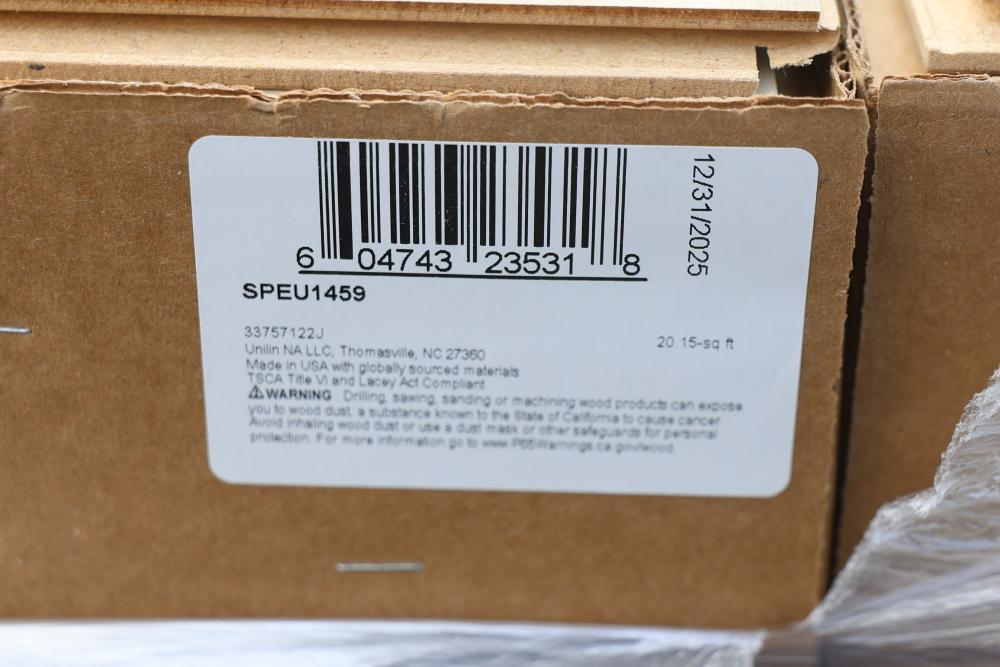 12/31/2025
6 04743 23531 8
SPEU1459
33757122J
20.15-sq ft
Unilin NA LLC, Thomasville, NC 27360
Made in USA with globally sourced materials.
TSCA Title VI and Lacey Act Compliant
⚠WARNING : Drilling, sawing, sanding or machining wood products can expose
you to wood dust, a substance known to the State of California to cause cancer.
Avoid inhaling wood dust or use a dust mask or other safeguards for personal
protection. For more information go to www.P65Warnings.ca.gov/wood.